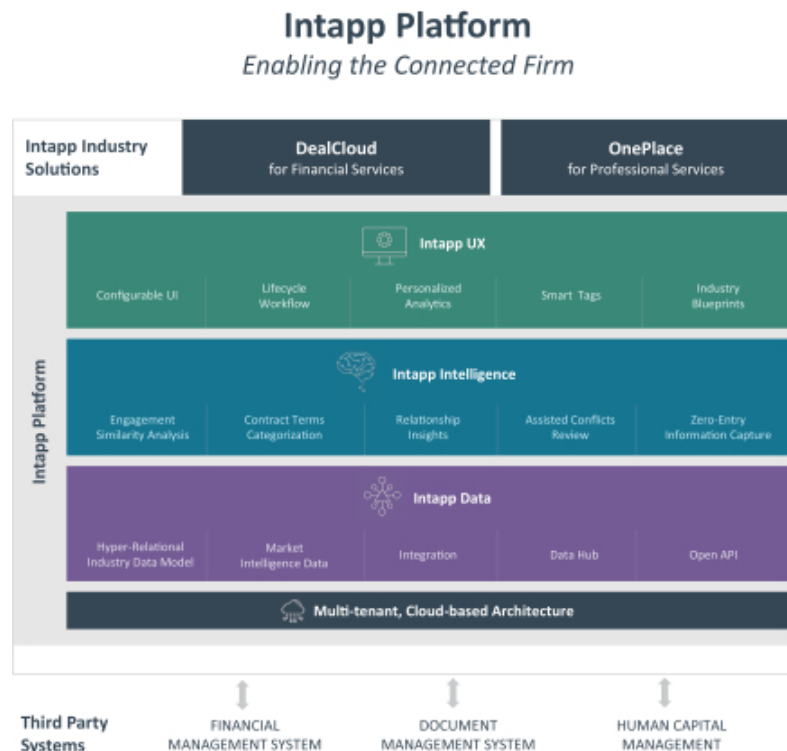 Intapp Platform
Enabling the Connected Firm
Intapp Industry
Solutions
DealCloud
for Financial Services
OnePlace
for Professional Services
Intapp Platform
Intapp UX
Configurable UI
Lifecycle
Workflow
Personalized
Analytics
Smart Tags
Industry
Blueprints
Intapp Intelligence
Engagement
Similarity Analysis
Contract Terms
Categorization
Relationship
Insights
Assisted Conflicts
Review
Zero-Entry
Information Capture
Intapp Data
Hyper-Relational
Industry Data Model
Market
Intelligence Data
Integration
Data Hub
Open API
Multi-tenant, Cloud-based Architecture
Third Party
Systems
FINANCIAL
MANAGEMENT SYSTEM
DOCUMENT
MANAGEMENT SYSTEM
HUMAN CAPITAL
MANAGEMENT